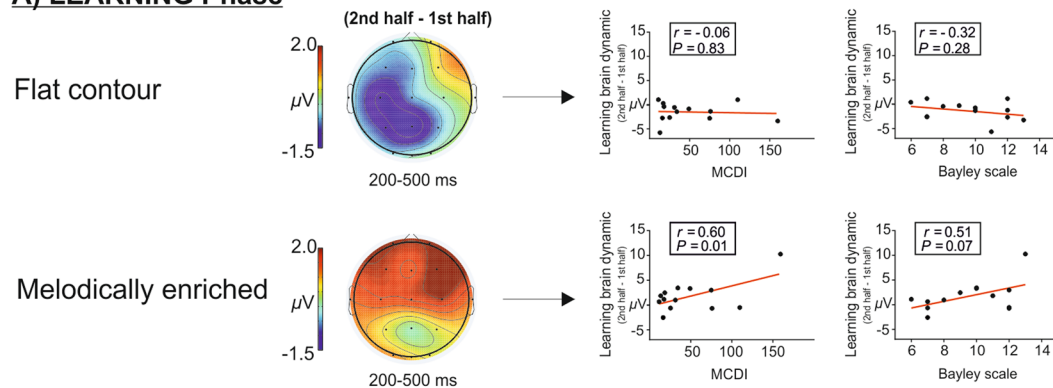 A) LEARNING Phase
(2nd half - 1st half)
Flat contour
2.0
µV
-1.5
200-500 ms
Learning brain dynamic
(2nd half - 1st half)
15
10
5
µV
-5
r = - 0.06
P = 0.83
50 100 150
MCDI
Learning brain dynamic
(2nd half - 1st half)
15
10
5
µV
-5
r = - 0.32
P = 0.28
6 8 10 12 14
Bayley scale
Melodically enriched
2.0
µV
-1.5
200-500 ms
Learning brain dynamic
(2nd half - 1st half)
15
10
5
µV
-5
r = 0.60
P = 0.01
50 100 150
MCDI
Learning brain dynamic
(2nd half - 1st half)
15
10
5
µV
-5
r = 0.51
P = 0.07
6 8 10 12 14
Bayley scale